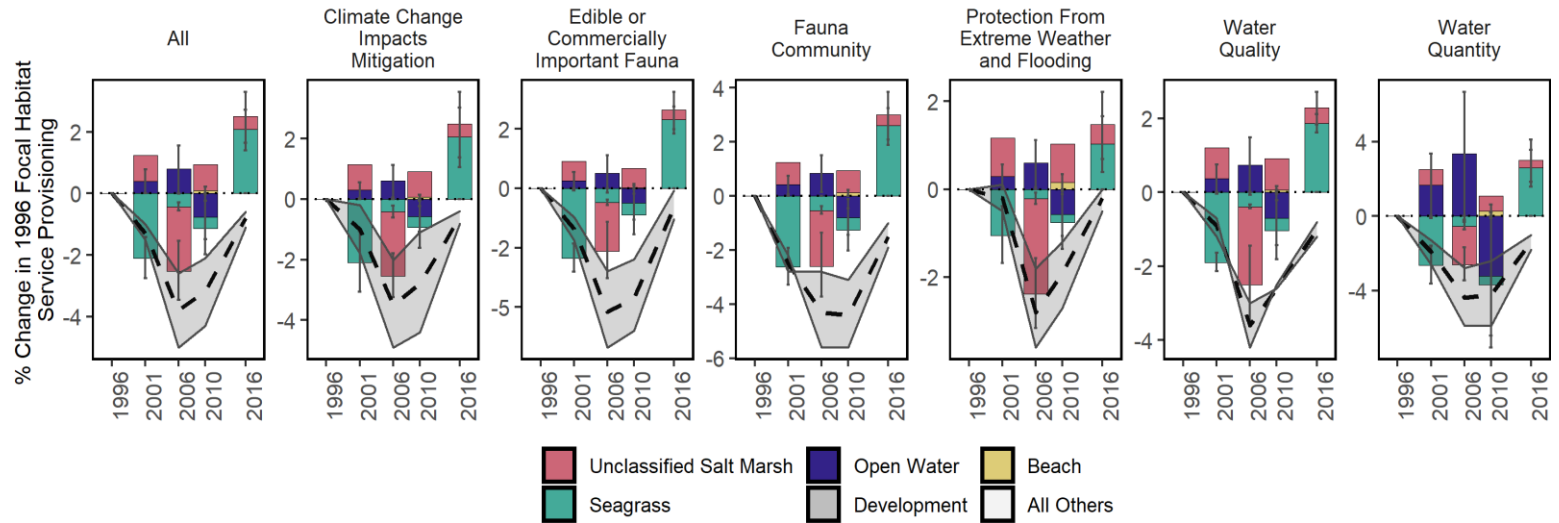 All
Climate Change
Impacts
Mitigation
Edible or
Commercially
Important Fauna
Fauna
Community
Protection From
Extreme Weather
and Flooding
Water
Quality
Water
Quantity
% Change in 1996 Focal Habitat
Service Provisioning
2
0
-2
-4
1996
2001
2006
2010
2016
2
0
-2
-4
1996
2001
2006
2010
2016
2
0
-2
-5
1996
2001
2006
2010
2016
4
2
0
-2
-4
-6
1996
2001
2006
2010
2016
2
0
-2
1996
2001
2006
2010
2016
2
0
-2
-4
1996
2001
2006
2010
2016
4
0
-4
1996
2001
2006
2010
2016
Unclassified Salt Marsh
Open Water
Beach
Seagrass
Development
All Others